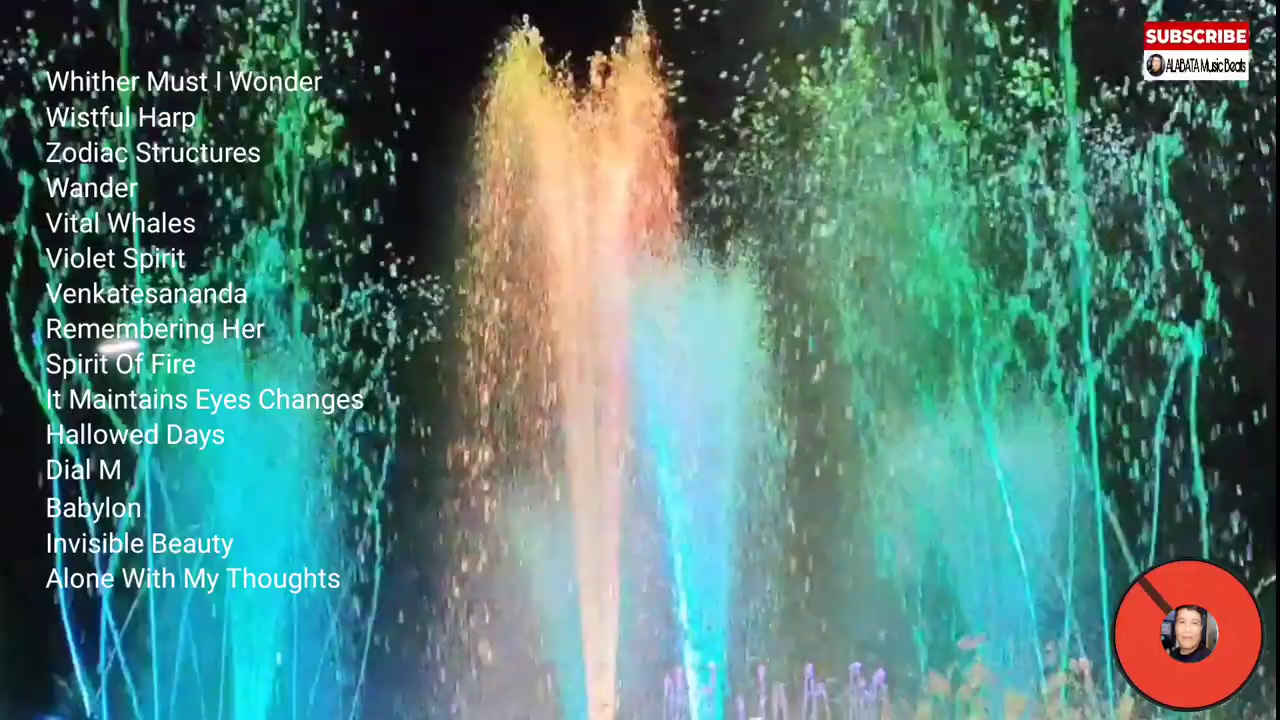 SUBSCRIBE
ALABATA Music Beats
Whither Must I Wonder
Wistful Harp
Zodiac Structures
Wander
Vital Whales
Violet Spirit
Venkatesananda
Remembering Her
Spirit Of Fire
It Maintains Eyes Changes
Hallowed Days
Dial M
Babylon
Invisible Beauty
Alone With My Thoughts